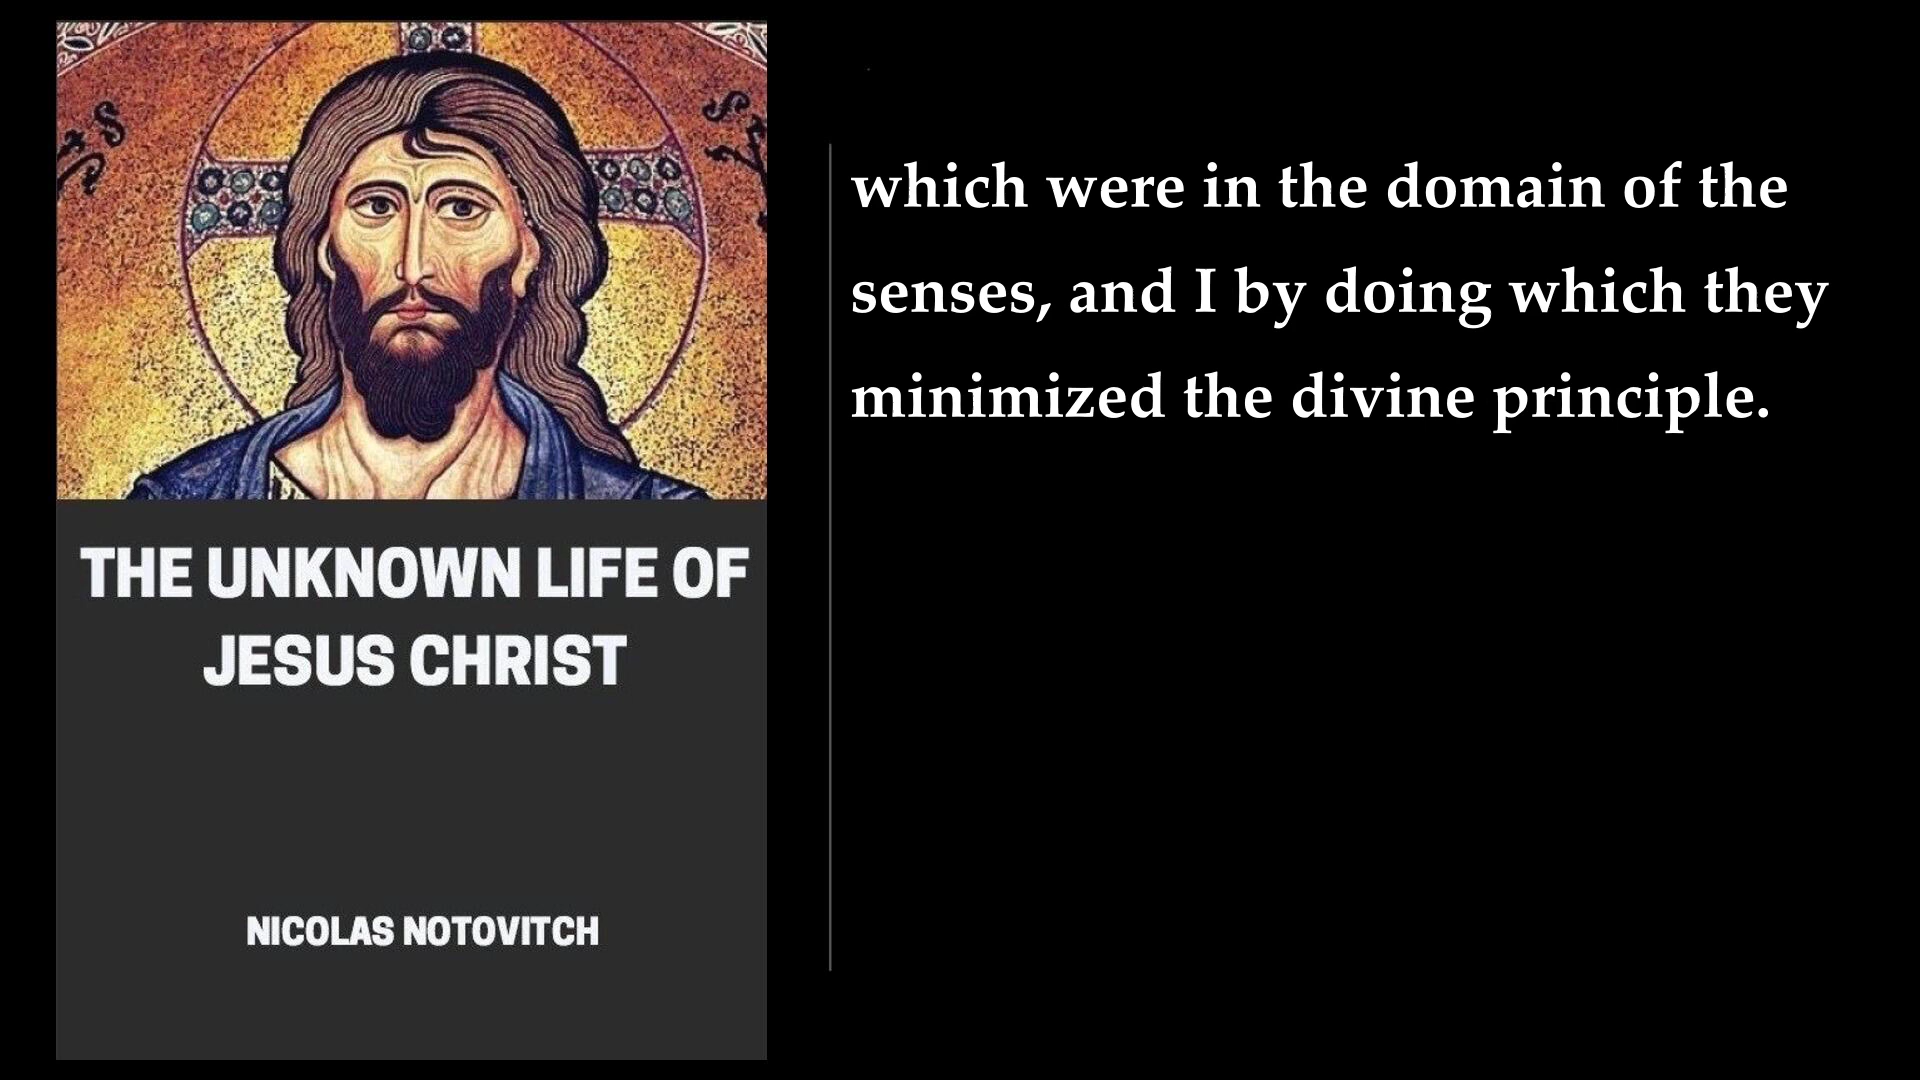 THE UNKNOWN LIFE OF
JESUS CHRIST
NICOLAS NOTOVITCH
which were in the domain of the
senses, and I by doing which they
minimized the divine principle.